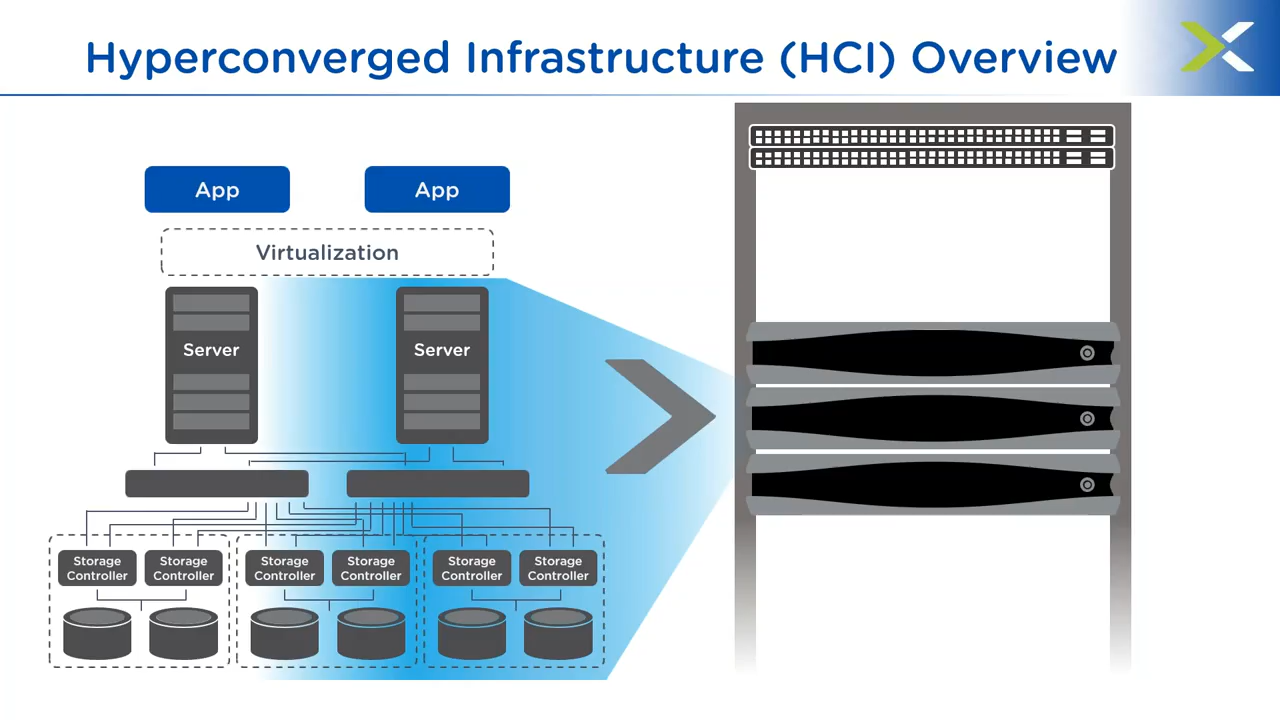 Hyperconverged Infrastructure (HCI) Overview
App
App
Virtualization
Server
Server
Storage
Controller
Storage
Controller
Storage
Controller
Storage
Controller
Storage
Controller
Storage
Controller